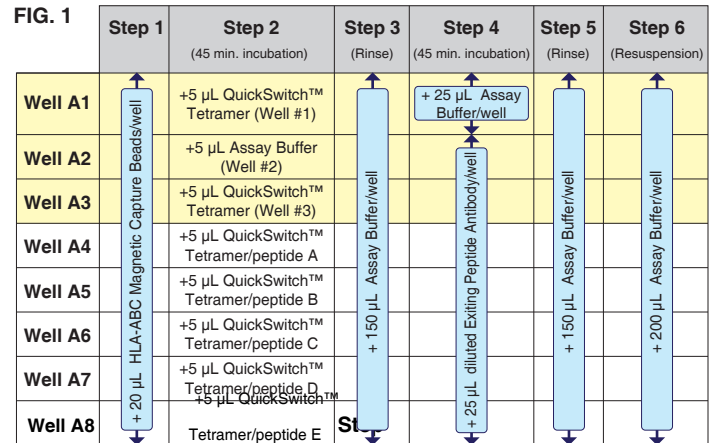 FIG. 1
Step 1
Step 2
(45 min. incubation)
Step 3
(Rinse)
Step 4
(45 min. incubation)
Step 5
(Rinse)
Step 6
(Resuspension)
Well A1
+5 µL QuickSwitch™
Tetramer (Well #1)
+ 25 µL Assay
Buffer/well
Well A2
+5 µL Assay Buffer
(Well #2)
Well A3
+5 µL QuickSwitch™
Tetramer (Well #3)
Well A4
+5 µL QuickSwitch™
Tetramer/peptide A
Well A5
+5 µL QuickSwitch™
Tetramer/peptide B
Well A6
+5 µL QuickSwitch™
Tetramer/peptide C
Well A7
+5 µL QuickSwitch™
Tetramer/peptide D
Well A8
+5 µL QuickSwitch™
Tetramer/peptide E
+ 20 µL HLA-ABC Magnetic Capture Beads/well
+ 150 µL Assay Buffer/well
+ 25 µL diluted Exiting Peptide Antibody/well
+ 150 µL Assay Buffer/well
+ 200 µL Assay Buffer/well